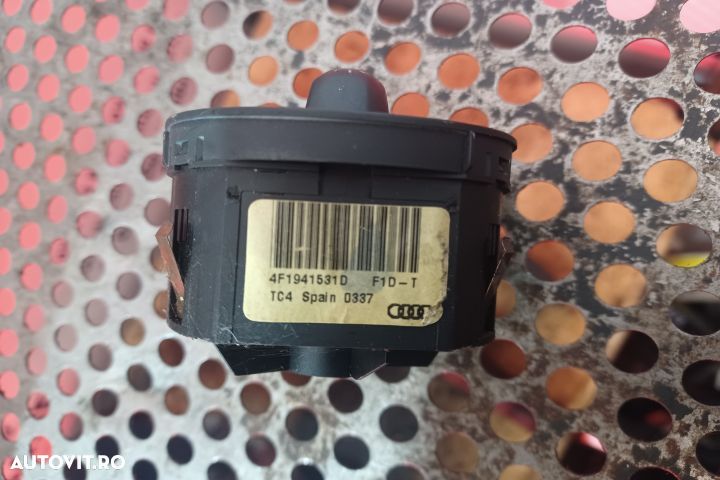 4F1941531D F1D-T
TC4 Spain 0337
AUTOVIT.RO